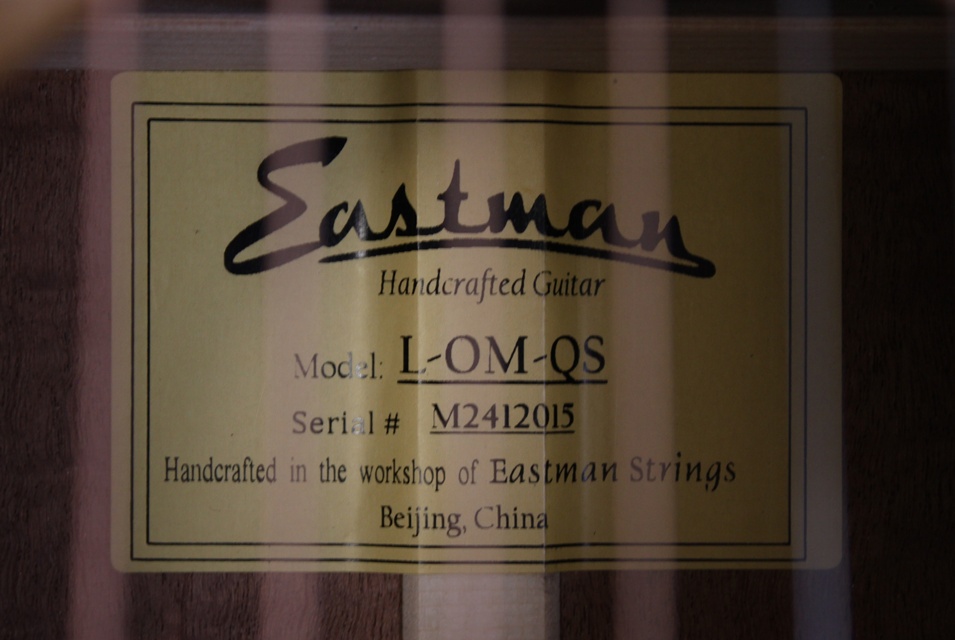 Eastman
Handcrafted Guitar
Model: L-OM-QS
Serial # M2412015
Handcrafted in the workshop of Eastman Strings
Beijing, China